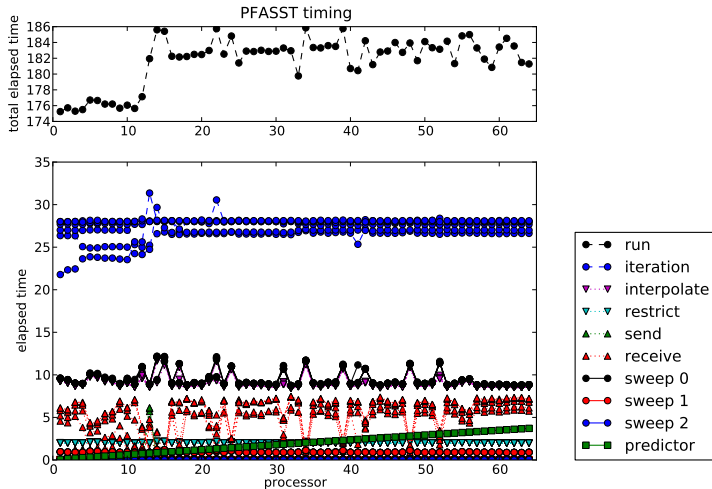 PFASST timing
total elapsed time
186
184
182
180
178
176
174
0 10 20 30 40 50 60
elapsed time
35
30
25
20
15
10
5
0
0 10 20 30 40 50 60
processor
run
iteration
interpolate
restrict
send
receive
sweep 0
sweep 1
sweep 2
predictor